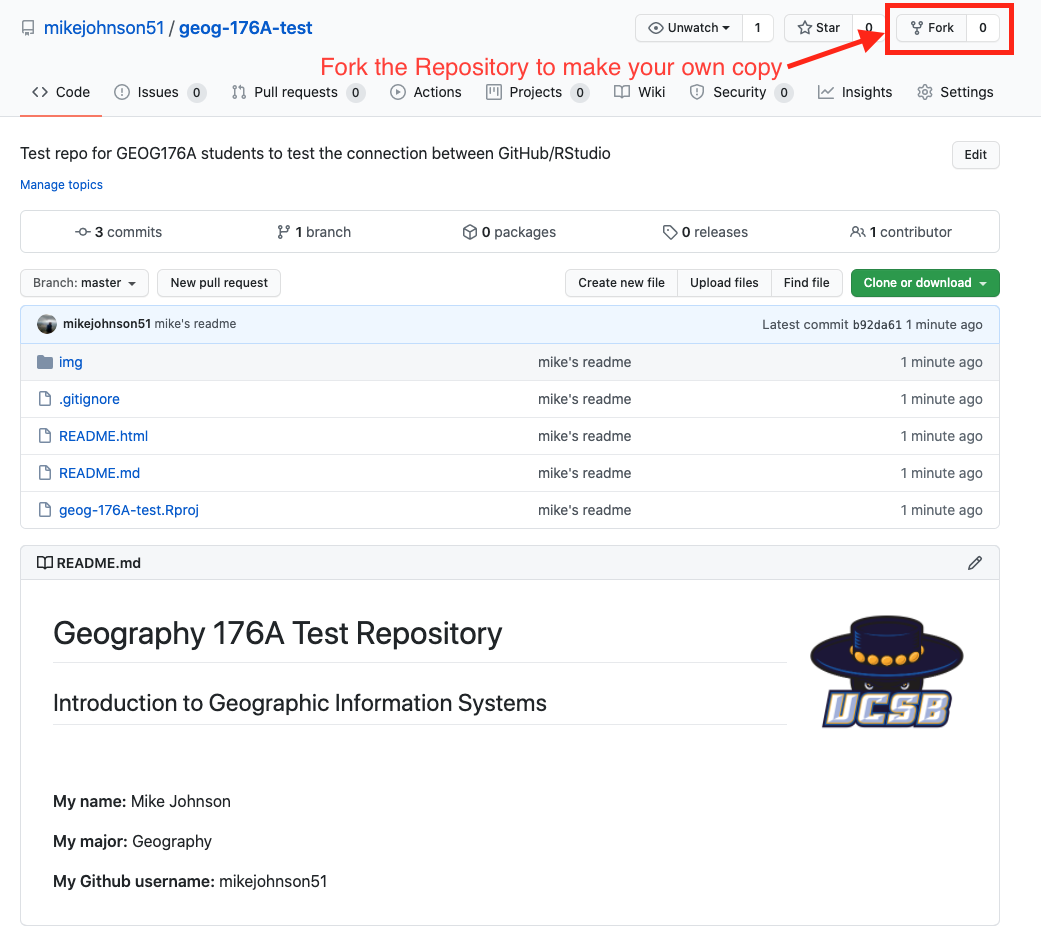 mikejohnson51 / geog-176A-test Unwatch 1 Star 0 Fork 0
Fork the Repository to make your own copy
Code Issues 0 Pull requests 0 Actions Projects 0 Wiki Security 0 Insights Settings
Test repo for GEOG176A students to test the connection between GitHub/RStudio Edit
Manage topics
3 commits 1 branch 0 packages 0 releases 1 contributor
Branch: master New pull request Create new file Upload files Find file Clone or download
mikejohnson51 mike's readme Latest commit b92da61 1 minute ago
img mike's readme 1 minute ago
.gitignore mike's readme 1 minute ago
README.html mike's readme 1 minute ago
README.md mike's readme 1 minute ago
geog-176A-test.Rproj mike's readme 1 minute ago
README.md
Geography 176A Test Repository
Introduction to Geographic Information Systems
UCSB
My name: Mike Johnson
My major: Geography
My Github username: mikejohnson51